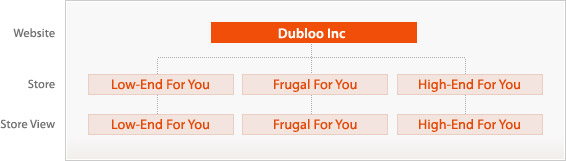 Website
Dubloo Inc
Store
Low-End For You
Frugal For You
High-End For You
Store View
Low-End For You
Frugal For You
High-End For You